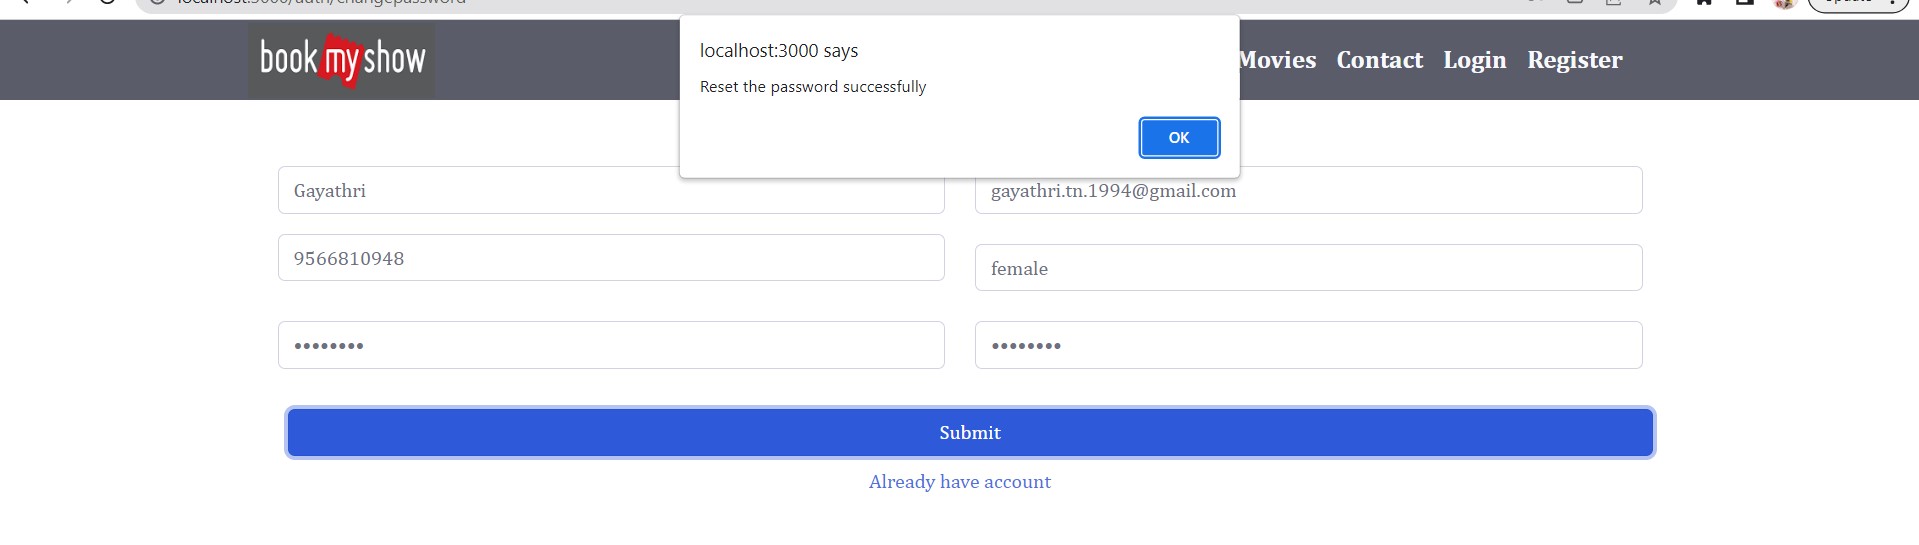 localhost:3000/auth/changepassword
book my show
Movies Contact Login Register
localhost:3000 says
Reset the password successfully
OK
Gayathri
gayathri.tn.1994@gmail.com
9566810948
female
Submit
Already have account